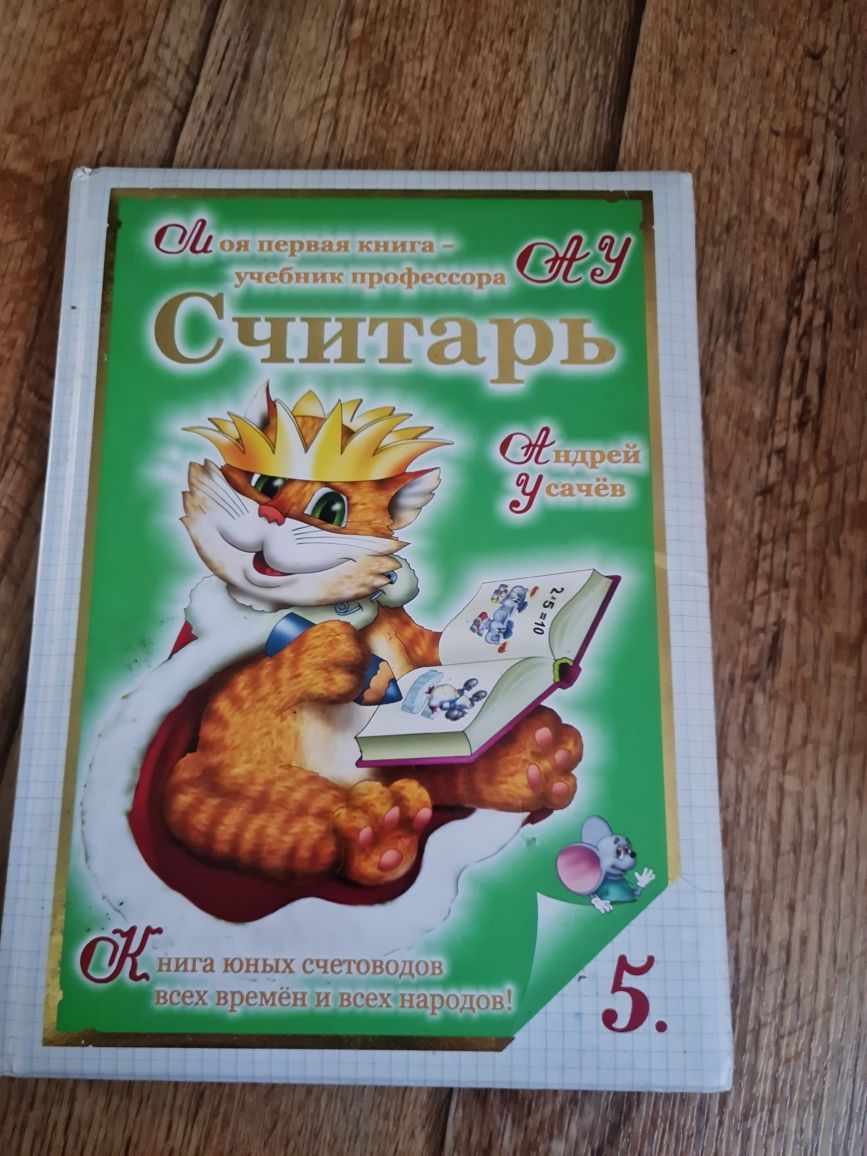 Моя первая книга –
учебник профессора АУ
Считарь
Андрей
Усачёв
2×5=10
Книга юных счетоводов
всех времён и всех народов!
5.